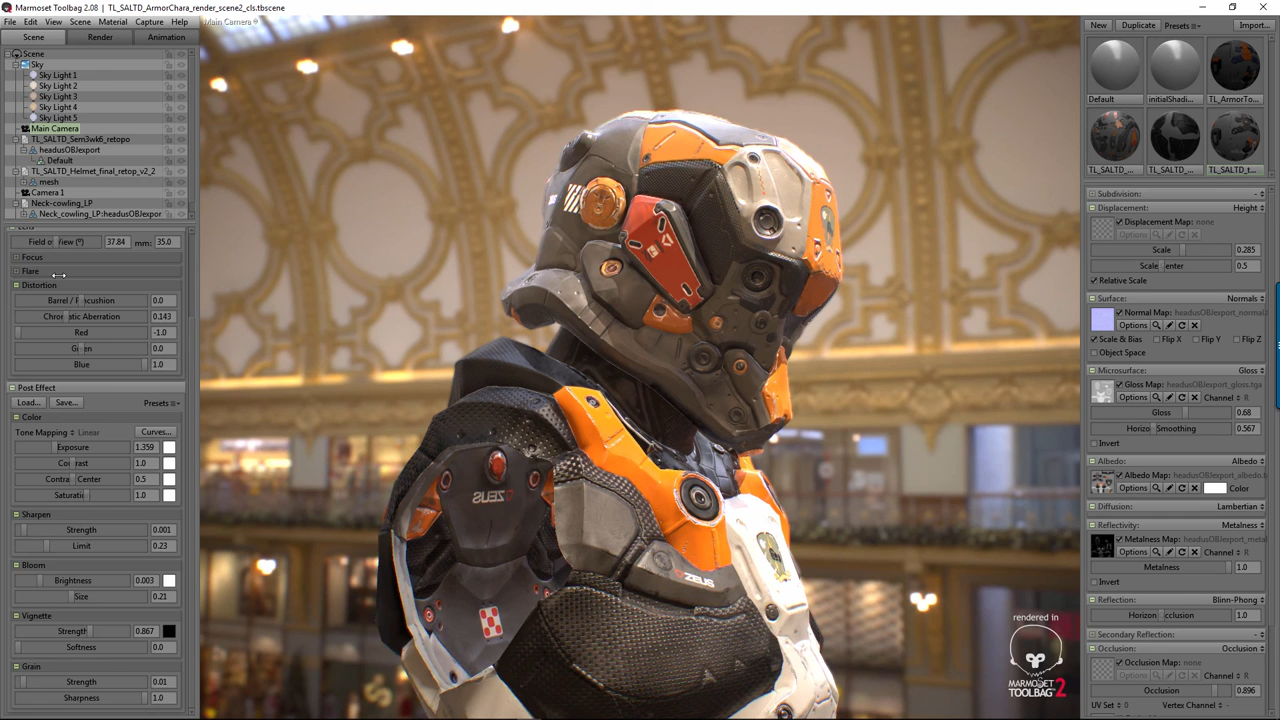 Marmoset Toolbag 2.08 | TL_SALTD_ArmorChara_render_scene2_cls.tbscene
File Edit View Scene Material Capture Help
Main Camera
Scene Render Animation
Scene
Sky
Sky Light 1
Sky Light 2
Sky Light 3
Sky Light 4
Sky Light 5
Main Camera
TL_SALTD_Sem3wk6_retopo
headusOBJexport
Default
TL_SALTD_Helmet_final_retop_v2_2
mesh
Camera 1
Neck-cowling_LP
Neck_cowling_LP:headusOBJexpor
Lens
37.84 mm: 35.0
Focus
Flare
Distortion
0.0
Aberration 0.143
Red -1.0
0.0
Blue 1.0
Post Effect
Load... Save... Presets
Color
Tone Mapping Linear Curves...
Exposure 1.359
1.0
Center 0.5
1.0
Sharpen
Strength 0.001
Limit 0.23
Bloom
Brightness 0.003
Size 0.21
Vignette
Strength 0.867
Softness 0.0
Grain
Strength 0.01
Sharpness 1.0
ZEUS
ZEUS
rendered in
MARMOSET
TOOLBAG 2
New Duplicate Presets Import...
Default initialShadi... TL_ArmorTo...
TL_SALTD_... TL_SALTD_... TL_SALTD_t...
Subdivision: -
Displacement: Height
Displacement Map: none
Options
Scale 0.285
0.5
Relative Scale
Surface: Normals
Normal Map: headusOBJexport_normal
Options
Scale & Bias Flip X Flip Y Flip Z
Object Space
Microsurface: Gloss
Gloss Map: headusOBJexport_gloss.tga
Options Channel R
Gloss 0.68
Smoothing 0.567
Invert
Albedo: Albedo
Albedo Map: headusOBJexport_albedo
Options Color
Diffusion: Lambertian
Reflectivity: Metalness
Metalness Map: headusOBJexport_metal
Options Channel R
Metalness 1.0
Invert
Reflection: Blinn-Phong
1.0
Secondary Reflection: -
Occlusion: Occlusion
Occlusion Map: none
Options Channel R
Occlusion 0.896
UV Set 0 Vertex Channel